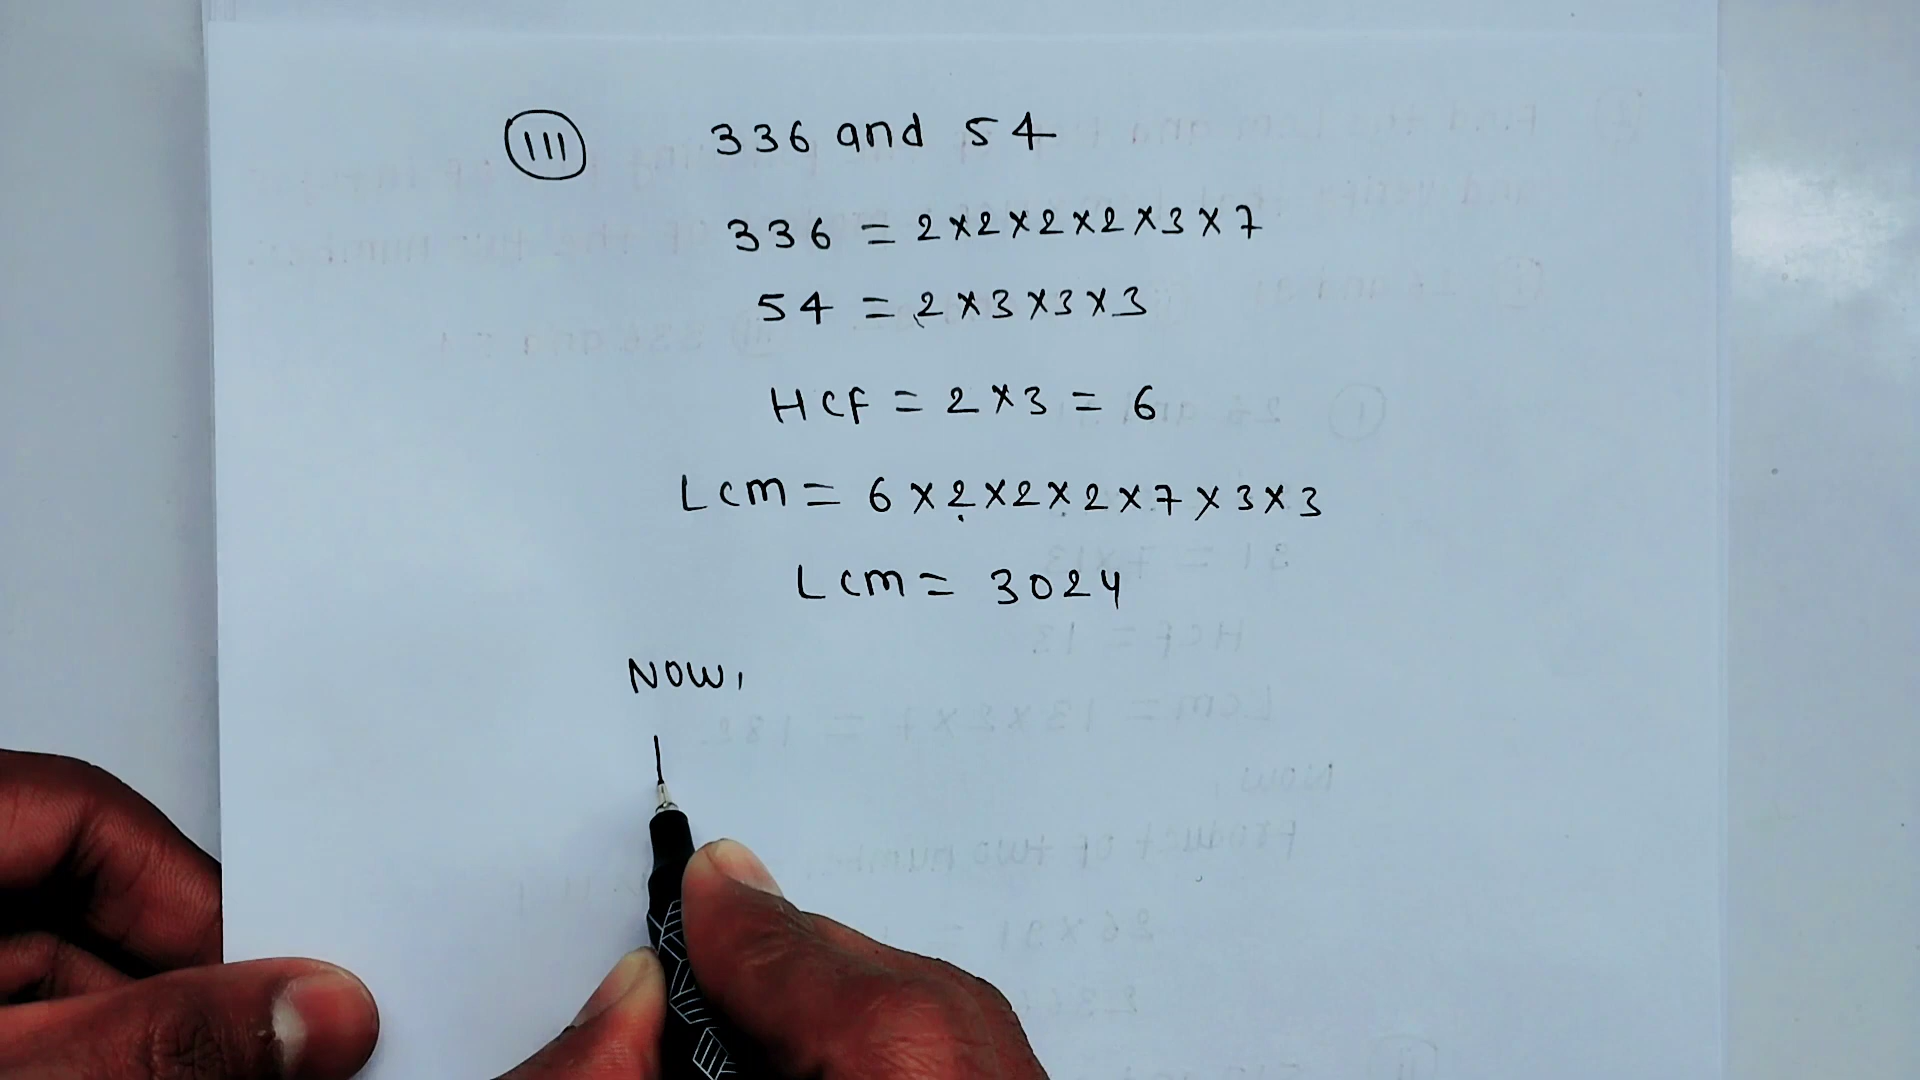 (III) 336 and 54
336 = 2×2×2×2×3×7
54 = 2×3×3×3
HCF = 2×3 = 6
Lcm = 6×2×2×2×7×3×3
Lcm = 3024
NOW,